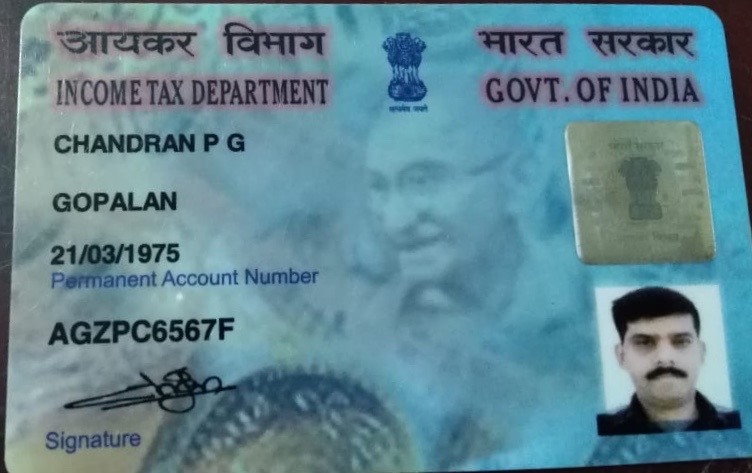 आयकर विभाग
INCOME TAX DEPARTMENT
भारत सरकार
GOVT. OF INDIA
सत्यमेव जयते
CHANDRAN P G
GOPALAN
21/03/1975
Permanent Account Number
AGZPC6567F
Signature